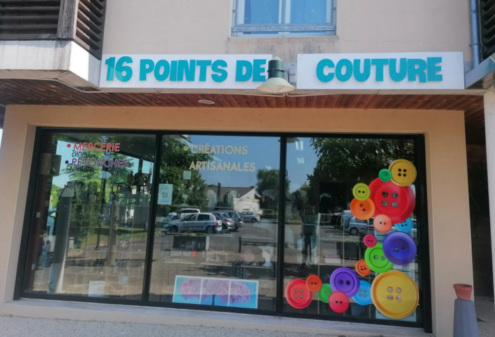 16 POINTS DE COUTURE
• MERCERIE
CRÉATIONS
ARTISANALES